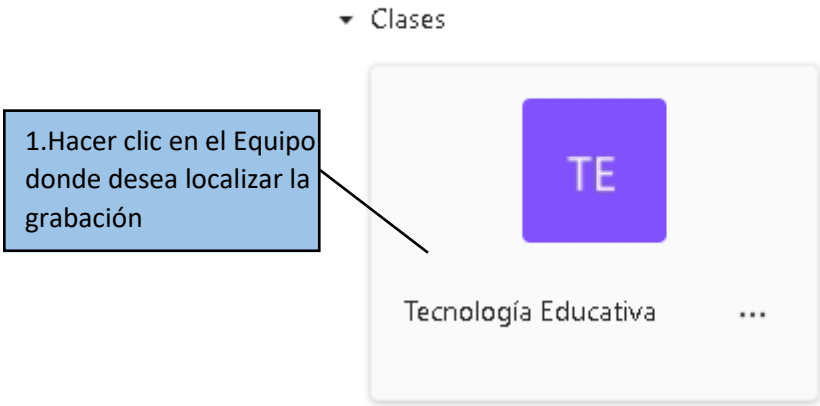 Clases
1.Hacer clic en el Equipo
donde desea localizar la
grabación
TE
Tecnología Educativa
...